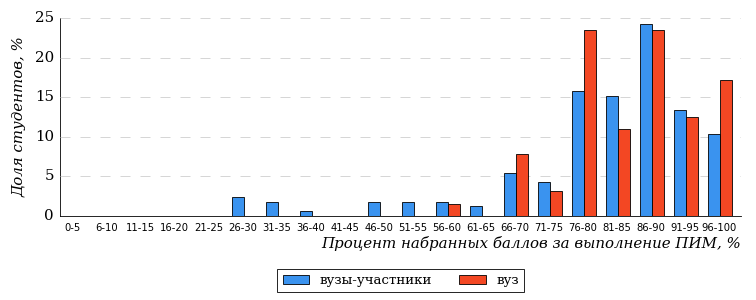 25
20
15
10
5
0
Доля студентов, %
0-5 6-10 11-15 16-20 21-25 26-30 31-35 36-40 41-45 46-50 51-55 56-60 61-65 66-70 71-75 76-80 81-85 86-90 91-95 96-100
Процент набранных баллов за выполнение ПИМ, %
вузы-участники вуз